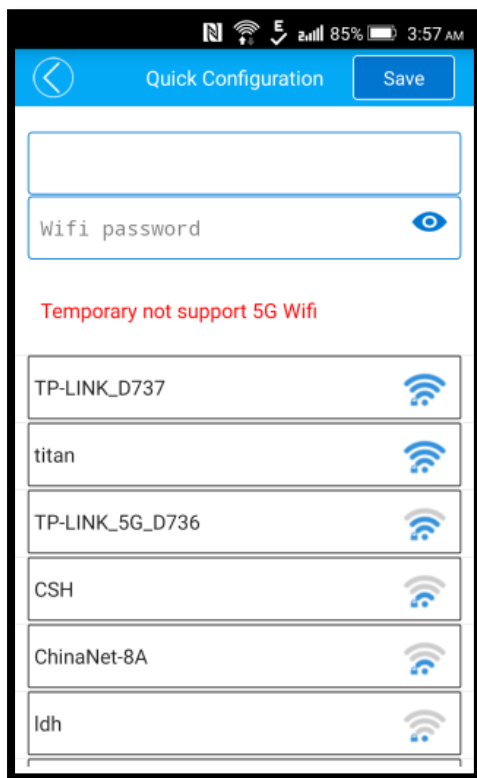 E 2 85% 3:57 AM
Quick Configuration Save
Wifi password
Temporary not support 5G Wifi
TP-LINK_D737
titan
TP-LINK_5G_D736
CSH
ChinaNet-8A
ldh